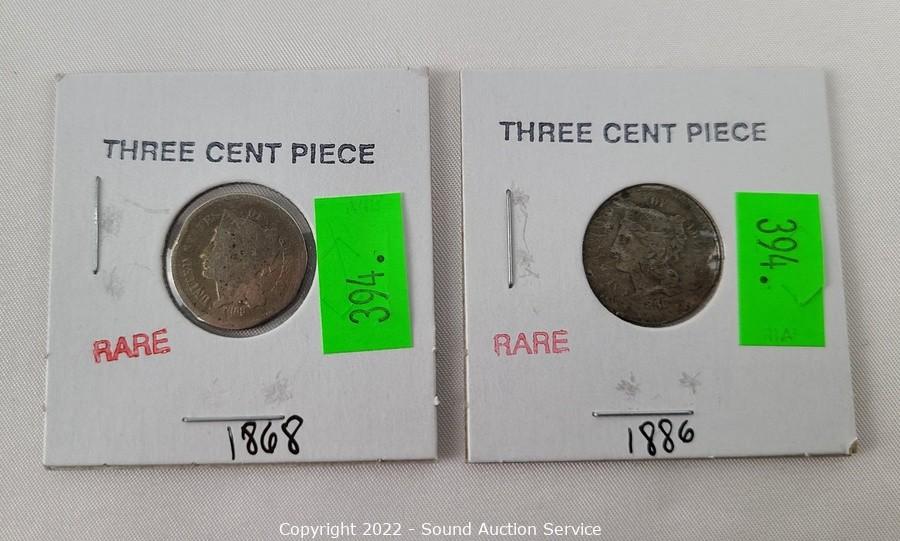 THREE CENT PIECE
394.
RARE
1868
THREE CENT PIECE
394.
RARE
1886
Copyright 2022 - Sound Auction Service